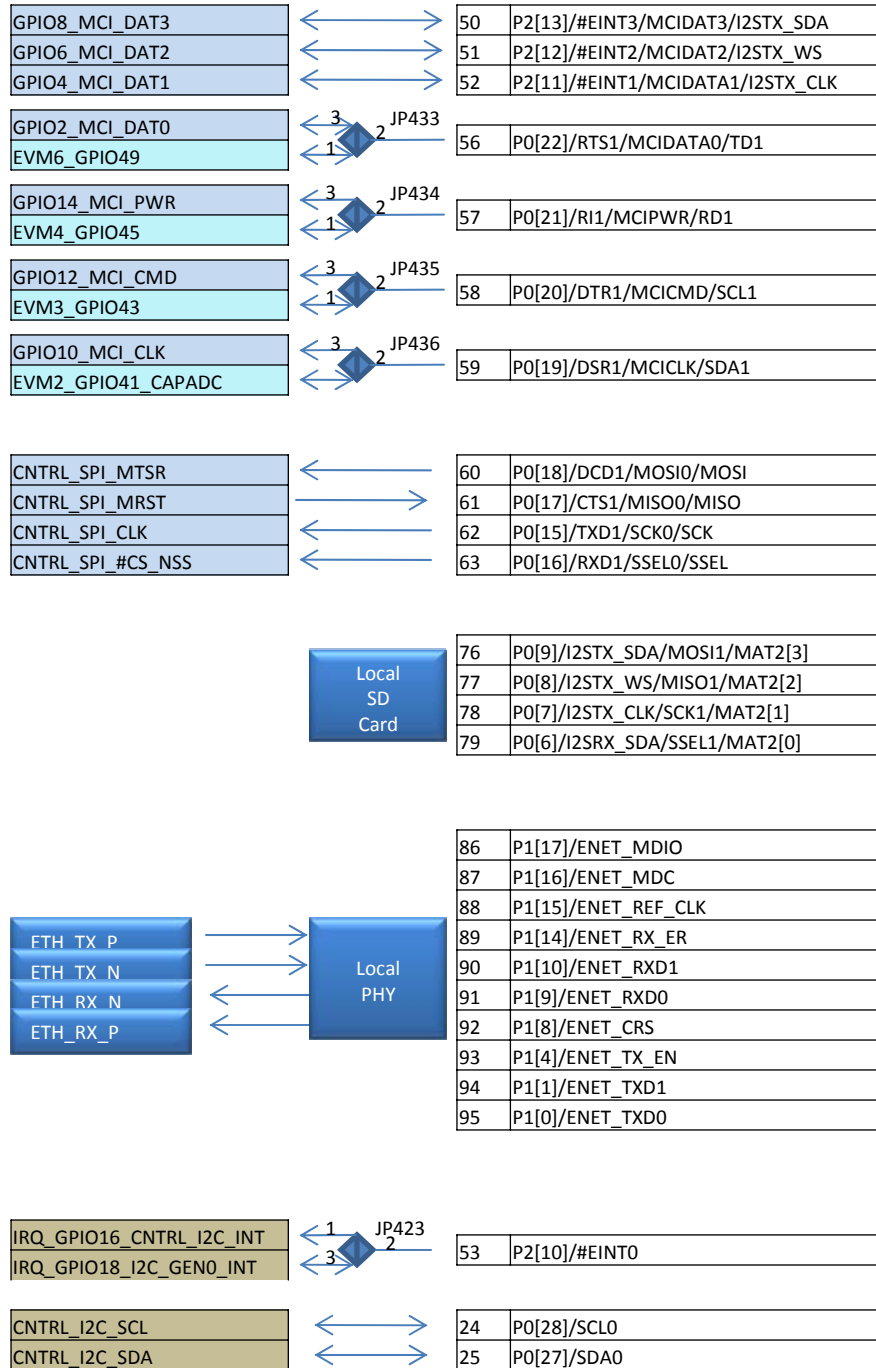 GPIO8_MCI_DAT3 50 P2[13]/#EINT3/MCIDAT3/I2STX_SDA
GPIO6_MCI_DAT2 51 P2[12]/#EINT2/MCIDAT2/I2STX_WS
GPIO4_MCI_DAT1 52 P2[11]/#EINT1/MCIDATA1/I2STX_CLK
GPIO2_MCI_DAT0 3 JP433
2 56 P0[22]/RTS1/MCIDATA0/TD1
EVM6_GPIO49 1
GPIO14_MCI_PWR 3 JP434
2 57 P0[21]/RI1/MCIPWR/RD1
EVM4_GPIO45 1
GPIO12_MCI_CMD 3 JP435
2 58 P0[20]/DTR1/MCICMD/SCL1
EVM3_GPIO43 1
GPIO10_MCI_CLK 3 JP436
2 59 P0[19]/DSR1/MCICLK/SDA1
EVM2_GPIO41_CAPADC 1
CNTRL_SPI_MTSR 60 P0[18]/DCD1/MOSI0/MOSI
CNTRL_SPI_MRST 61 P0[17]/CTS1/MISO0/MISO
CNTRL_SPI_CLK 62 P0[15]/TXD1/SCK0/SCK
CNTRL_SPI_#CS_NSS 63 P0[16]/RXD1/SSEL0/SSEL
Local
SD
Card
76 P0[9]/I2STX_SDA/MOSI1/MAT2[3]
77 P0[8]/I2STX_WS/MISO1/MAT2[2]
78 P0[7]/I2STX_CLK/SCK1/MAT2[1]
79 P0[6]/I2SRX_SDA/SSEL1/MAT2[0]
ETH_TX_P
ETH_TX_N
ETH_RX_N
ETH_RX_P
Local
PHY
86 P1[17]/ENET_MDIO
87 P1[16]/ENET_MDC
88 P1[15]/ENET_REF_CLK
89 P1[14]/ENET_RX_ER
90 P1[10]/ENET_RXD1
91 P1[9]/ENET_RXD0
92 P1[8]/ENET_CRS
93 P1[4]/ENET_TX_EN
94 P1[1]/ENET_TXD1
95 P1[0]/ENET_TXD0
IRQ_GPIO16_CNTRL_I2C_INT 1 JP423
2 53 P2[10]/#EINT0
IRQ_GPIO18_I2C_GEN0_INT 3
CNTRL_I2C_SCL 24 P0[28]/SCL0
CNTRL_I2C_SDA 25 P0[27]/SDA0